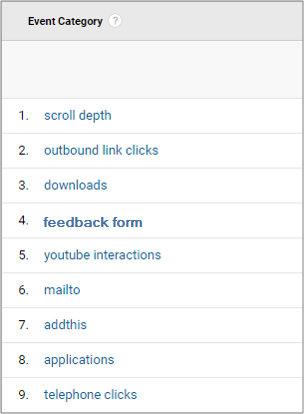 Event Category ?
1. scroll depth
2. outbound link clicks
3. downloads
4. feedback form
5. youtube interactions
6. mailto
7. addthis
8. applications
9. telephone clicks